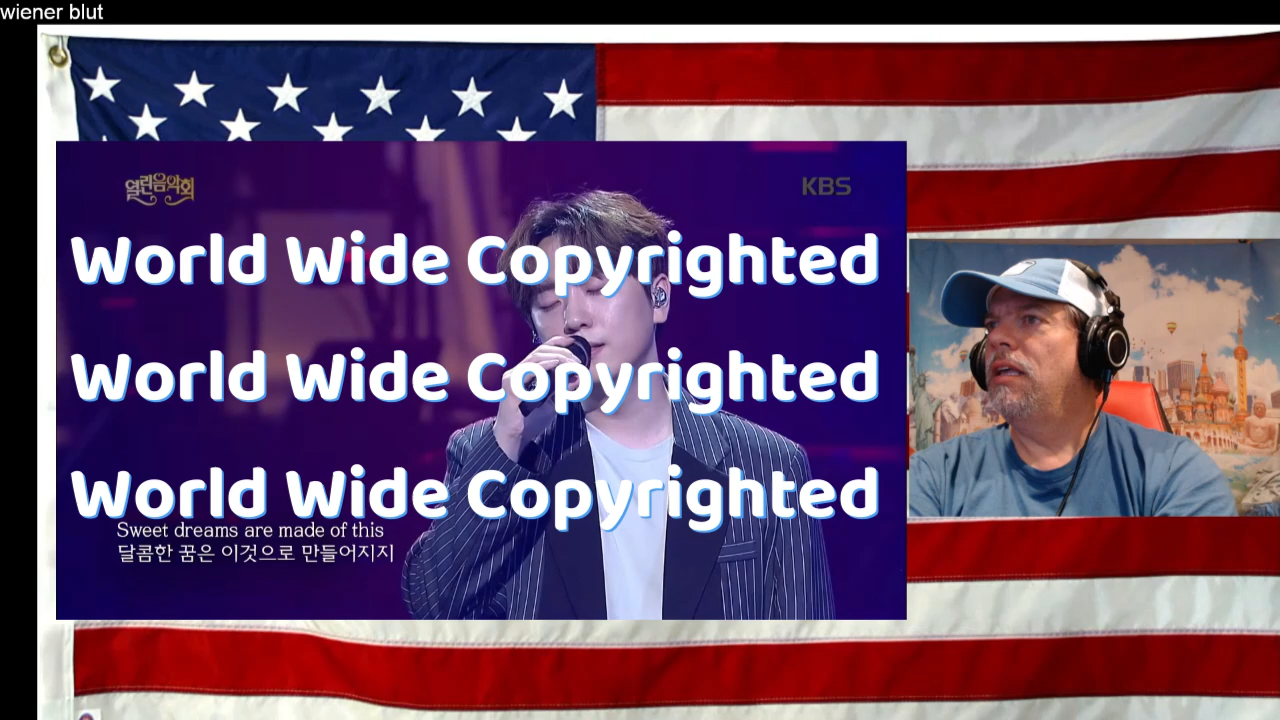 wiener blut
열린음악회
KBS
World Wide Copyrighted
World Wide Copyrighted
World Wide Copyrighted
Sweet dreams are made of this
달콤한 꿈은 이것으로 만들어지지